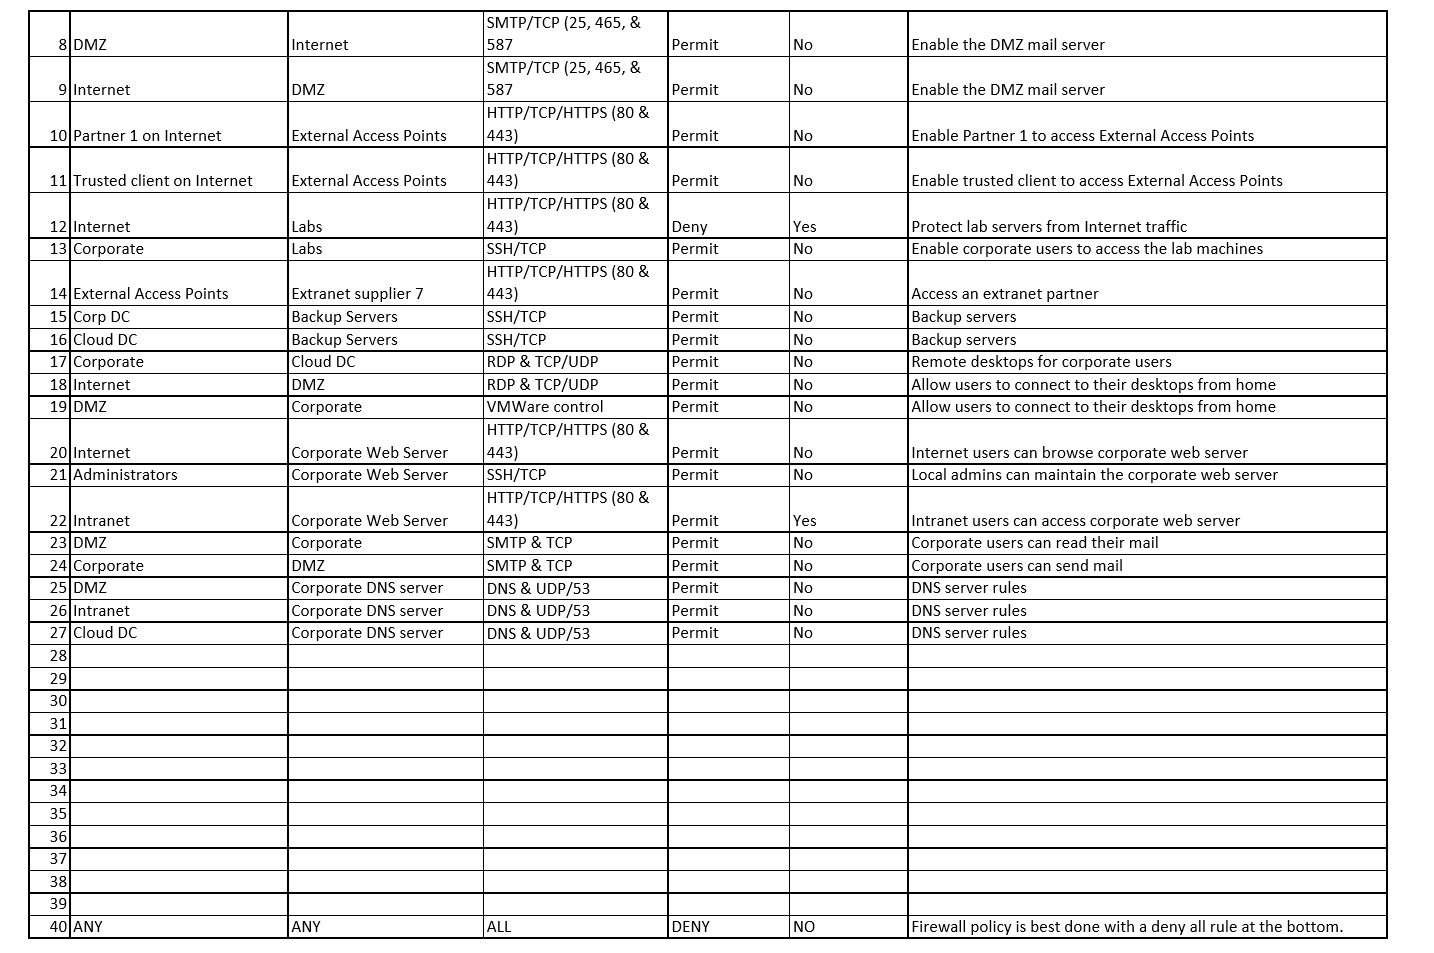 SMTP/TCP (25, 465, &
8 DMZ Internet 587 Permit No Enable the DMZ mail server
SMTP/TCP (25, 465, &
9 Internet DMZ 587 Permit No Enable the DMZ mail server
HTTP/TCP/HTTPS (80 &
10 Partner 1 on Internet External Access Points 443) Permit No Enable Partner 1 to access External Access Points
HTTP/TCP/HTTPS (80 &
11 Trusted client on Internet External Access Points 443) Permit No Enable trusted client to access External Access Points
HTTP/TCP/HTTPS (80 &
12 Internet Labs 443) Deny Yes Protect lab servers from Internet traffic
13 Corporate Labs SSH/TCP Permit No Enable corporate users to access the lab machines
HTTP/TCP/HTTPS (80 &
14 External Access Points Extranet supplier 7 443) Permit No Access an extranet partner
15 Corp DC Backup Servers SSH/TCP Permit No Backup servers
16 Cloud DC Backup Servers SSH/TCP Permit No Backup servers
17 Corporate Cloud DC RDP & TCP/UDP Permit No Remote desktops for corporate users
18 Internet DMZ RDP & TCP/UDP Permit No Allow users to connect to their desktops from home
19 DMZ Corporate VMWare control Permit No Allow users to connect to their desktops from home
HTTP/TCP/HTTPS (80 &
20 Internet Corporate Web Server 443) Permit No Internet users can browse corporate web server
21 Administrators Corporate Web Server SSH/TCP Permit No Local admins can maintain the corporate web server
HTTP/TCP/HTTPS (80 &
22 Intranet Corporate Web Server 443) Permit Yes Intranet users can access corporate web server
23 DMZ Corporate SMTP & TCP Permit No Corporate users can read their mail
24 Corporate DMZ SMTP & TCP Permit No Corporate users can send mail
25 DMZ Corporate DNS server DNS & UDP/53 Permit No DNS server rules
26 Intranet Corporate DNS server DNS & UDP/53 Permit No DNS server rules
27 Cloud DC Corporate DNS server DNS & UDP/53 Permit No DNS server rules
28
29
30
31
32
33
34
35
36
37
38
39
40 ANY ANY ALL DENY NO Firewall policy is best done with a deny all rule at the bottom.